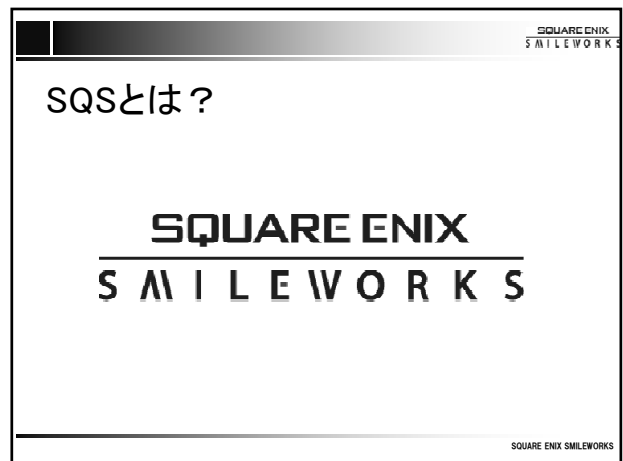 SQUARE ENIX
SMILEWORKS
SQSとは？
SQUARE ENIX
SMILEWORKS
SQUARE ENIX SMILEWORKS